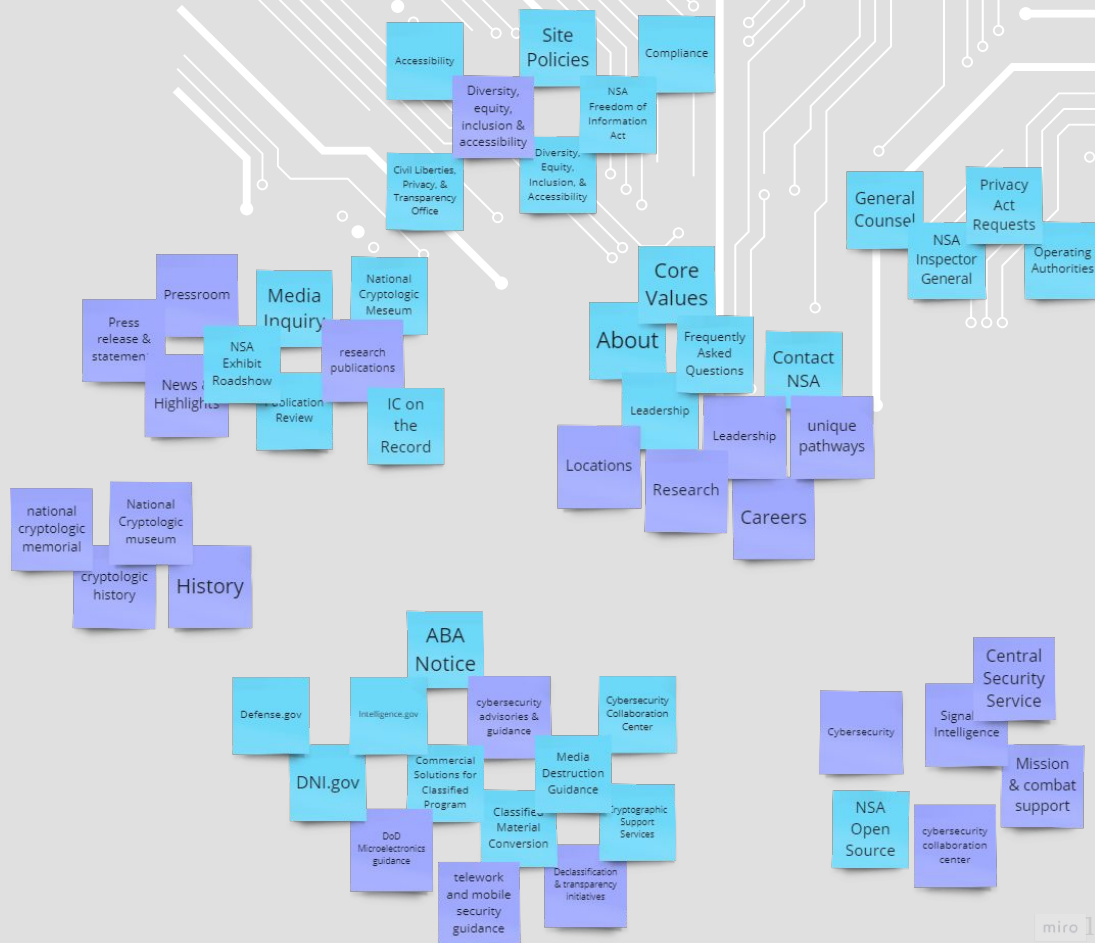 Accessibility
Site
Policies
Compliance
Diversity,
equity,
inclusion &
accessibility
NSA
Freedom of
Information
Act
Civil Liberties,
Privacy, &
Transparency
Office
Diversity,
Equity,
Inclusion, &
Accessibility
General
Counsel
Privacy
Act
Requests
NSA
Inspector
General
Operating
Authorities
Pressroom
Media
Inquiry
National
Cryptologic
Meseum
Press
release &
statement
NSA
Exhibit
Roadshow
research
publications
News &
Highlights
Review
IC on
the
Record
Core
Values
About
Frequently
Asked
Questions
Contact
NSA
Leadership
Leadership
unique
pathways
Locations
Research
Careers
national
cryptologic
memorial
National
Cryptologic
museum
cryptologic
history
History
ABA
Notice
Defense.gov
Intelligence.gov
cybersecurity
advisories &
guidance
Cybersecurity
Collaboration
Center
DNI.gov
Commercial
Solutions for
Classified
Program
Media
Destruction
Guidance
Classified
Material
Conversion
Cryptographic
Support
Services
DoD
Microelectronics
guidance
telework
and mobile
security
guidance
Declassification
& transparency
initiatives
Central
Security
Service
Cybersecurity
Intelligence
Mission
& combat
support
NSA
Open
Source
cybersecurity
collaboration
center
miro